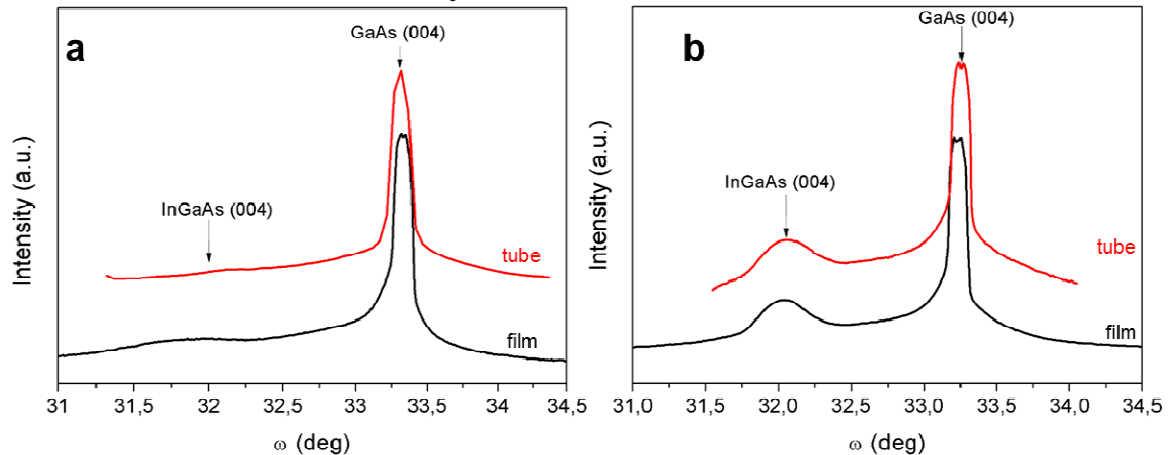 a
GaAs (004)
InGaAs (004)
tube
film
Intensity (a.u.)
31 31,5 32 32,5 33 33,5 34 34,5
ω (deg)
b
GaAs (004)
InGaAs (004)
tube
film
Intensity (a.u.)
31,0 31,5 32,0 32,5 33,0 33,5 34,0 34,5
ω (deg)